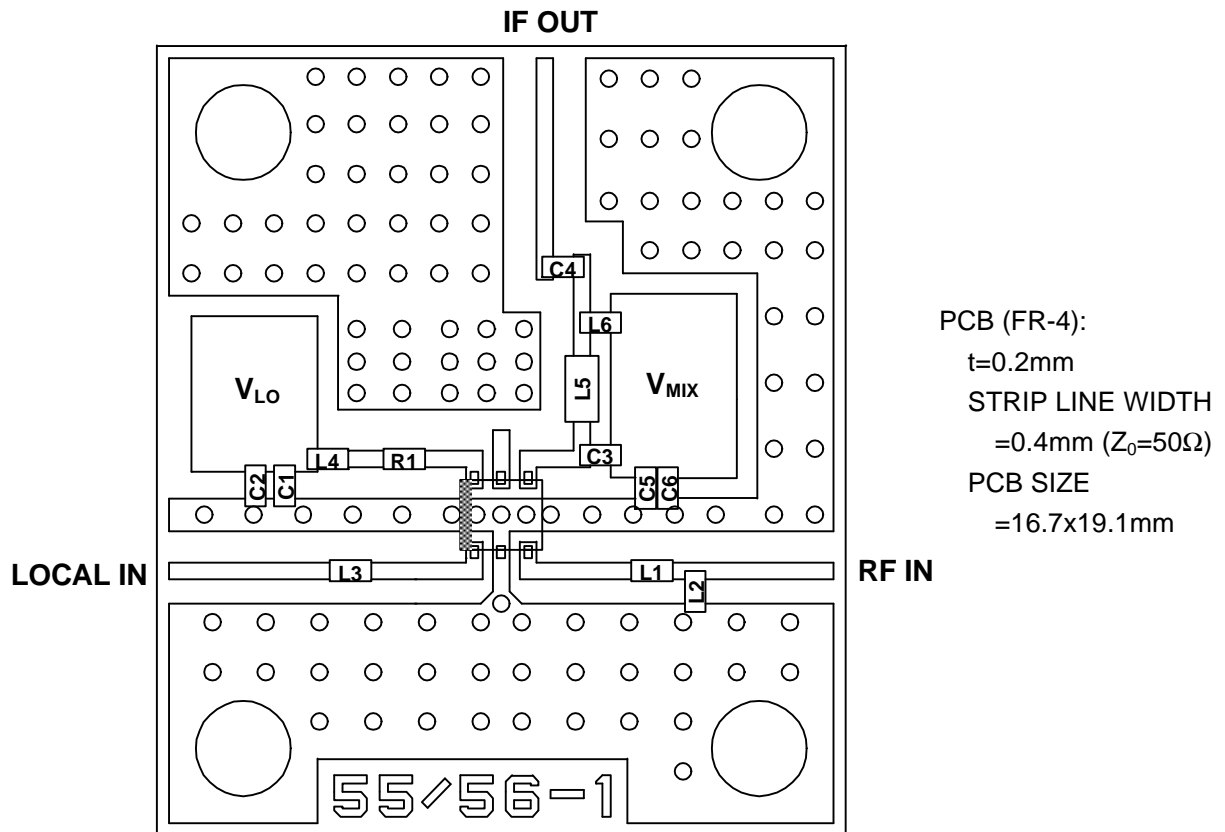 IF OUT
C4
L6
L5
V_LO
V_MIX
L4
R1
C3
C2
C1
C5
C6
LOCAL IN
L3
L1
L2
RF IN
55/56-1
PCB (FR-4):
t=0.2mm
STRIP LINE WIDTH
=0.4mm (Z₀=50Ω)
PCB SIZE
=16.7x19.1mm